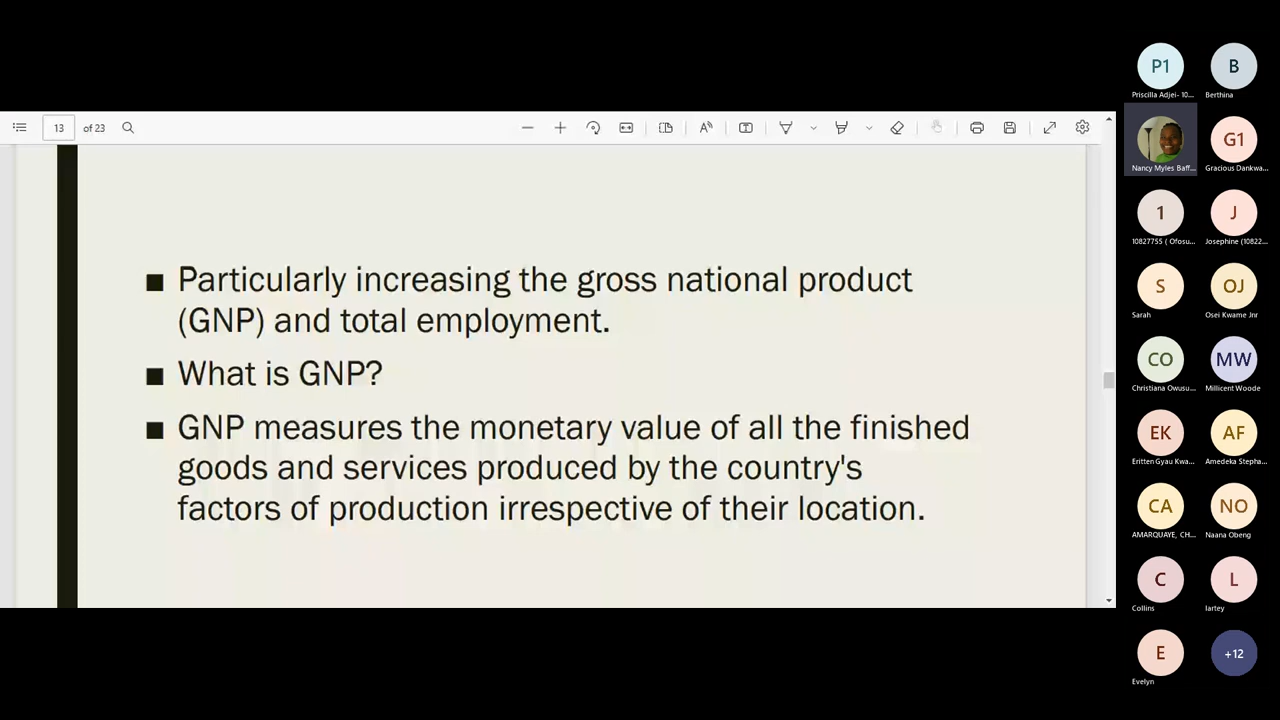 13 of 23
■ Particularly increasing the gross national product
(GNP) and total employment.
■ What is GNP?
■ GNP measures the monetary value of all the finished
goods and services produced by the country's
factors of production irrespective of their location.
P1
B
Priscilla Adjei- 10...
Berthina
G1
Nancy Myles Baff...
Gracious Dankwa...
1
J
10827755 ( Ofosu...
Josephine (10822...
S
OJ
Sarah
Osei Kwame Jnr
CO
MW
Christiana Owusu...
Millicent Woode
EK
AF
Eritten Gyau Kwa...
Amedeka Stepha...
CA
NO
AMARQUAYE, CH...
Naana Obeng
C
L
Collins
lartey
E
+12
Evelyn